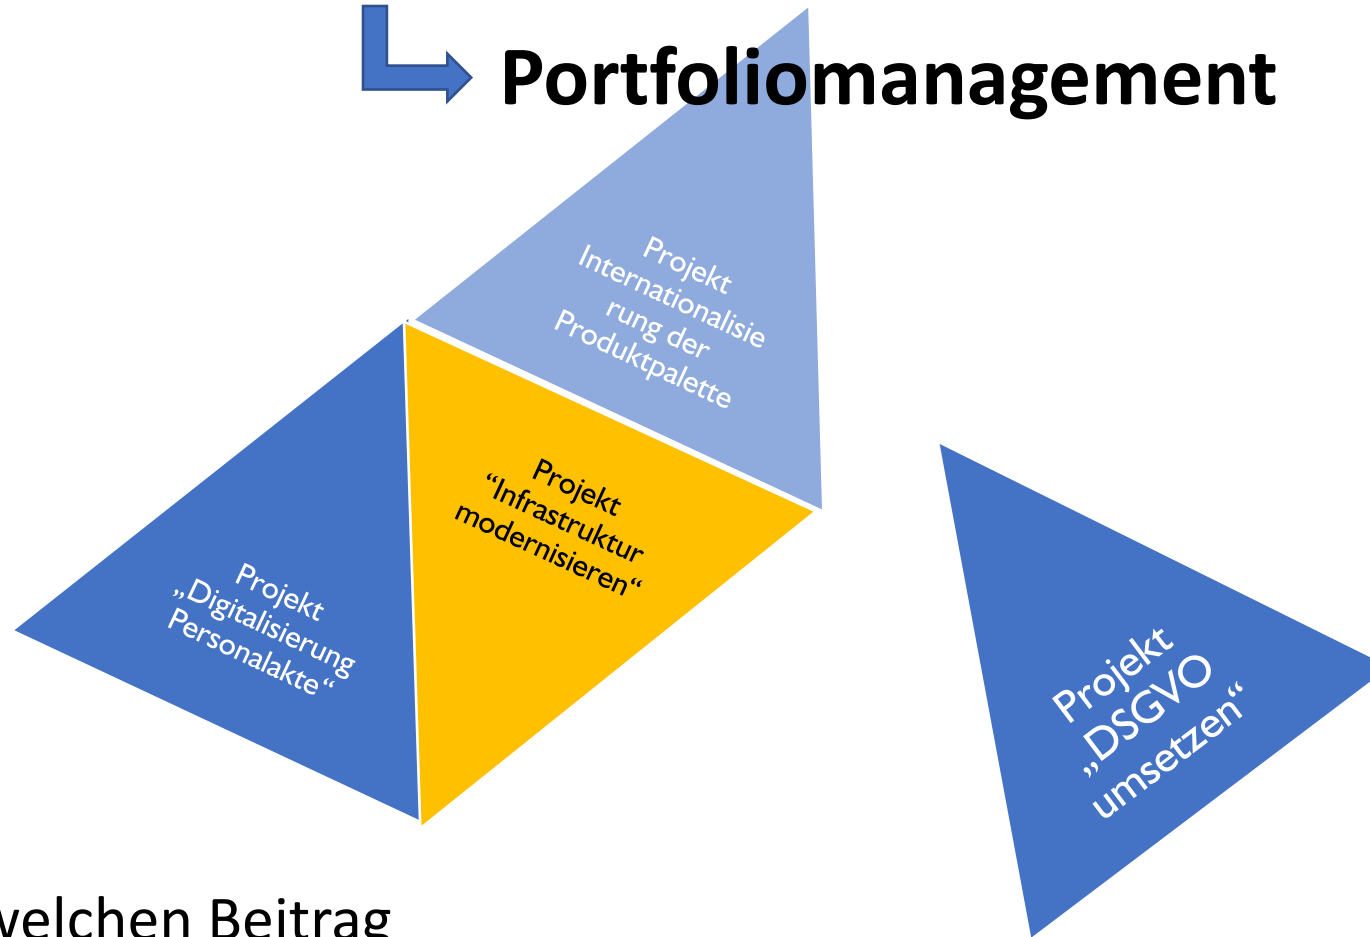 Portfoliomanagement
Projekt
Internationalisie
rung der
Produktpalette
Projekt
“Infrastruktur
modernisieren“
Projekt
„Digitalisierung
Personalakte“
Projekt
„DSGVO
umsetzen“
welchen Beitrag